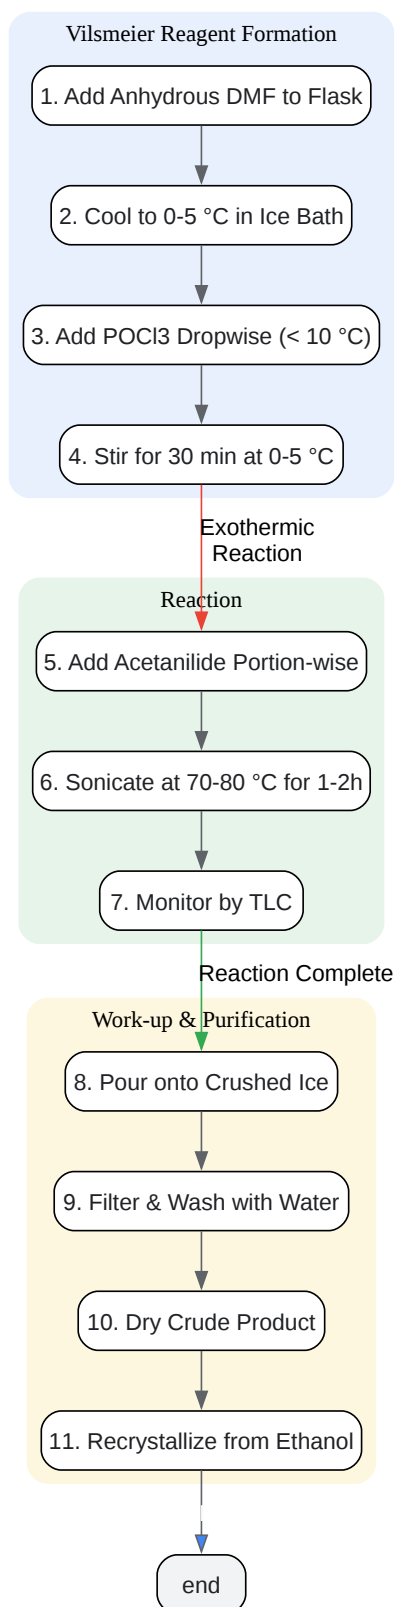 Vilsmeier Reagent Formation
1. Add Anhydrous DMF to Flask
2. Cool to 0-5 °C in Ice Bath
3. Add POCl3 Dropwise (< 10 °C)
4. Stir for 30 min at 0-5 °C
Exothermic
Reaction
Reaction
5. Add Acetanilide Portion-wise
6. Sonicate at 70-80 °C for 1-2h
7. Monitor by TLC
Reaction Complete
Work-up & Purification
8. Pour onto Crushed Ice
9. Filter & Wash with Water
10. Dry Crude Product
11. Recrystallize from Ethanol
end